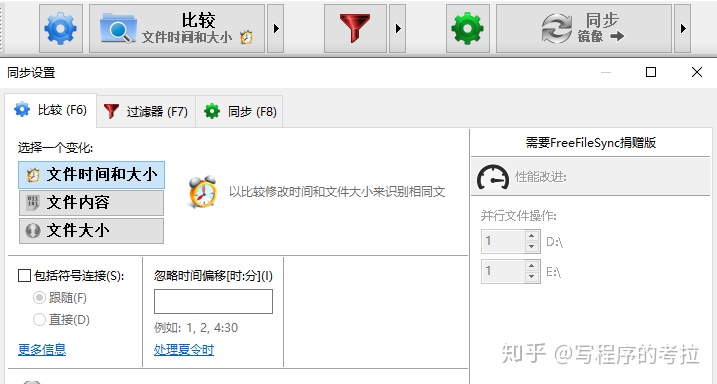 比较
文件时间和大小
同步
镜像
同步设置
比较 (F6)
过滤器 (F7)
同步 (F8)
选择一个变化:
文件时间和大小
文件内容
文件大小
以比较修改时间和文件大小来识别相同文
需要FreeFileSync捐赠版
性能改进:
并行文件操作:
1 D:\
1 E:\
包括符号连接(S):
跟随(F)
直接(D)
更多信息
忽略时间偏移[时:分](I)
例如: 1, 2, 4:30
处理夏令时
知乎 @写程序的考拉